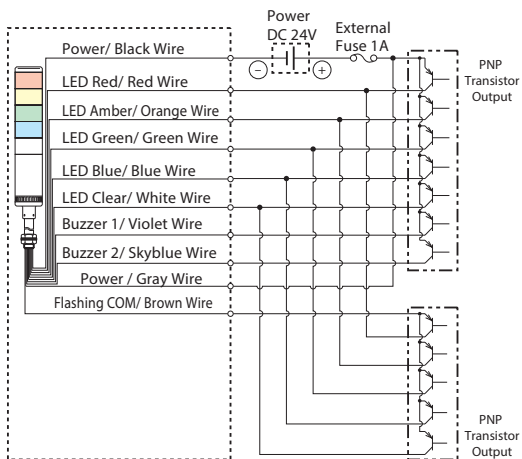 Power
DC 24V
External
Fuse 1A
Power/ Black Wire
LED Red/ Red Wire
LED Amber/ Orange Wire
LED Green/ Green Wire
LED Blue/ Blue Wire
LED Clear/ White Wire
Buzzer 1/ Violet Wire
Buzzer 2/ Skyblue Wire
Power / Gray Wire
Flashing COM/ Brown Wire
− +
PNP
Transistor
Output
PNP
Transistor
Output